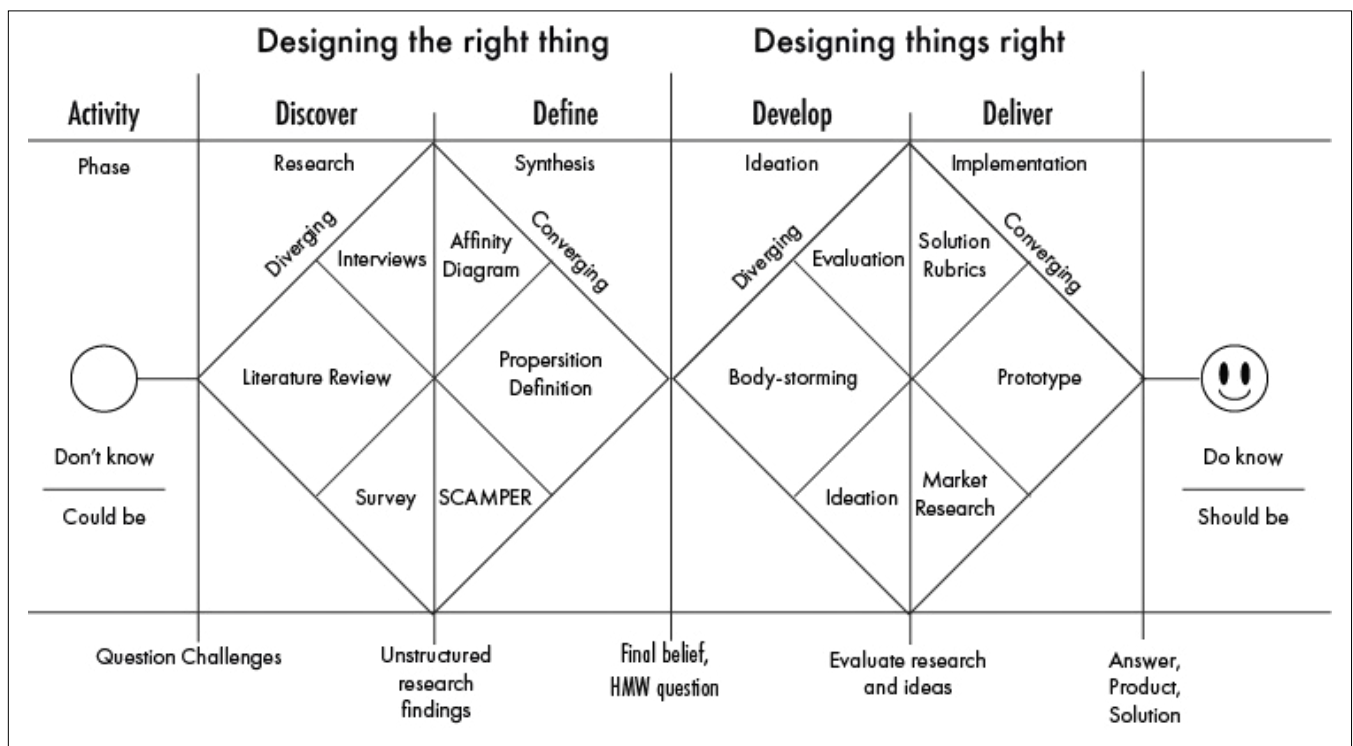 Designing the right thing
Designing things right
Activity
Discover
Define
Develop
Deliver
Phase
Research
Synthesis
Ideation
Implementation
Diverging
Interviews
Affinity
Diagram
Converging
Diverging
Evaluation
Solution
Rubrics
Converging
Literature Review
Propersition
Definition
Body-storming
Prototype
Don't know
Could be
Survey
SCAMPER
Ideation
Market
Research
Do know
Should be
Question Challenges
Unstructured
research
findings
Final belief,
HMW question
Evaluate research
and ideas
Answer,
Product,
Solution